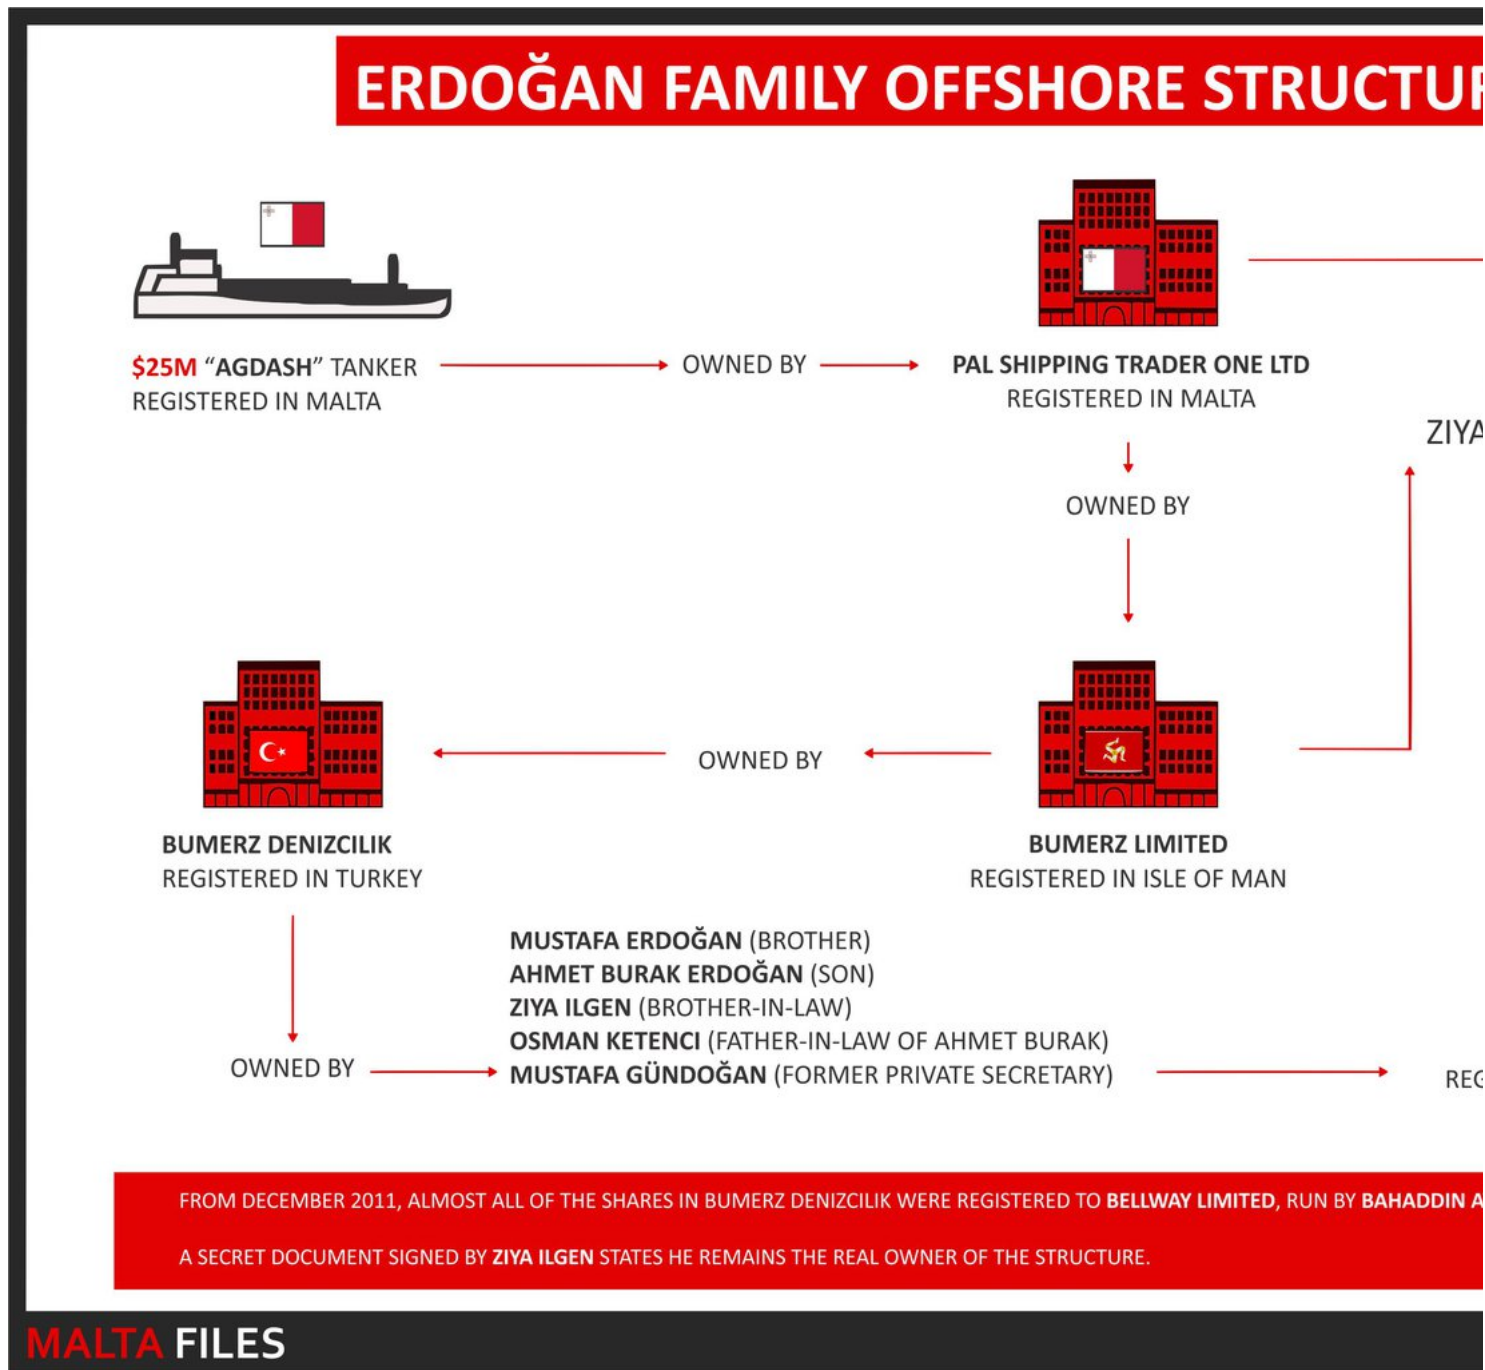 ERDOĞAN FAMILY OFFSHORE
$25M “AGDASH” TANKER
REGISTERED IN MALTA
OWNED BY
PAL SHIPPING TRADER ONE LTD
REGISTERED IN MALTA
OWNED BY
ZIYA
BUMERZ DENIZCILIK
REGISTERED IN TURKEY
OWNED BY
BUMERZ LIMITED
REGISTERED IN ISLE OF MAN
OWNED BY
MUSTAFA ERDOĞAN (BROTHER)
AHMET BURAK ERDOĞAN (SON)
ZIYA ILGEN (BROTHER-IN-LAW)
OSMAN KETENCI (FATHER-IN-LAW OF AHMET BURAK)
MUSTAFA GÜNDOĞAN (FORMER PRIVATE SECRETARY)
FROM DECEMBER 2011, ALMOST ALL OF THE SHARES IN BUMERZ DENIZCILIK WERE REGISTERED TO BELLWAY LIMITED, RUN BY BAHADDIN
A SECRET DOCUMENT SIGNED BY ZIYA ILGEN STATES HE REMAINS THE REAL OWNER OF THE STRUCTURE.
MALTA FILES